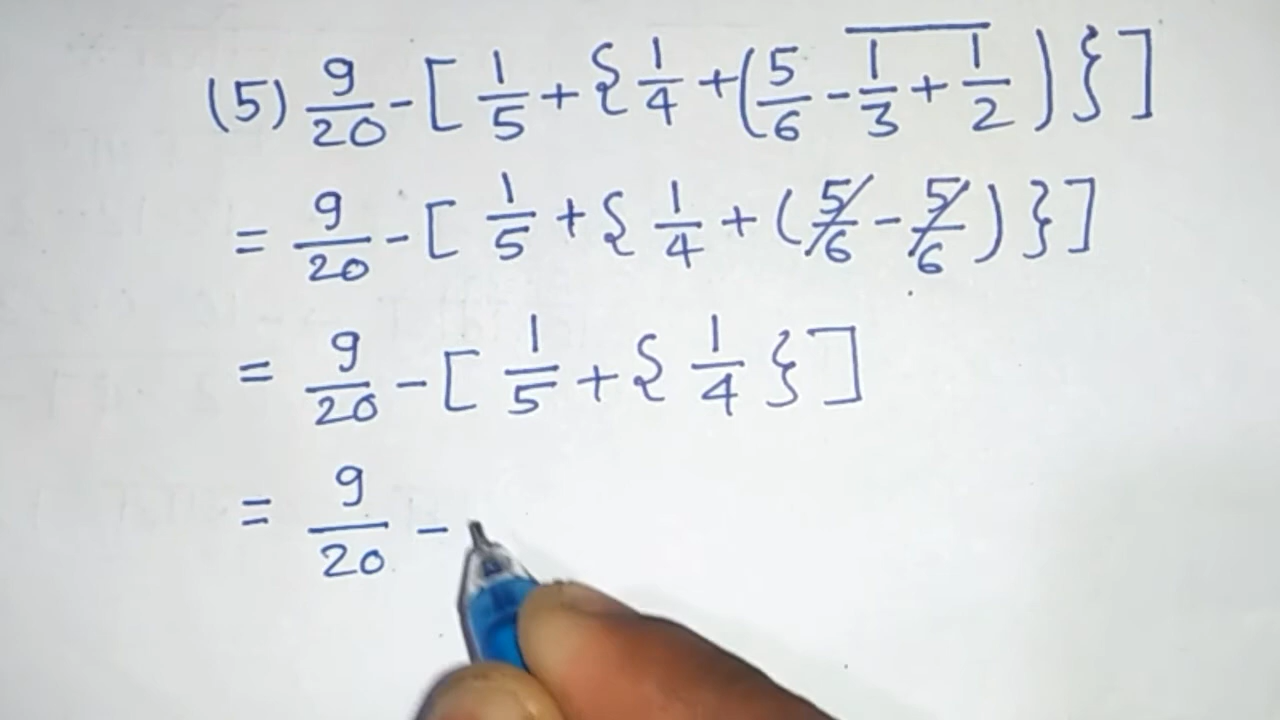 (5) 9/20 - [ 1/5 + { 1/4 + ( 5/6 - 1/3 + 1/2 ) } ]
= 9/20 - [ 1/5 + { 1/4 + ( 5/6 - 5/6 ) } ]
= 9/20 - [ 1/5 + { 1/4 } ]
= 9/20 -